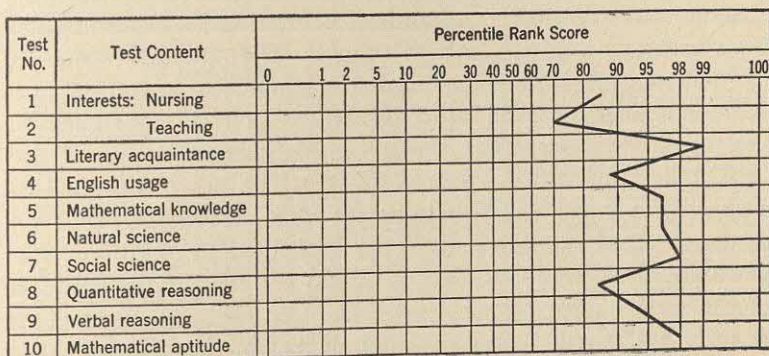 Test No. Test Content Percentile Rank Score
0 1 2 5 10 20 30 40 50 60 70 80 90 95 98 99 100
1 Interests: Nursing
2 Teaching
3 Literary acquaintance
4 English usage
5 Mathematical knowledge
6 Natural science
7 Social science
8 Quantitative reasoning
9 Verbal reasoning
10 Mathematical aptitude